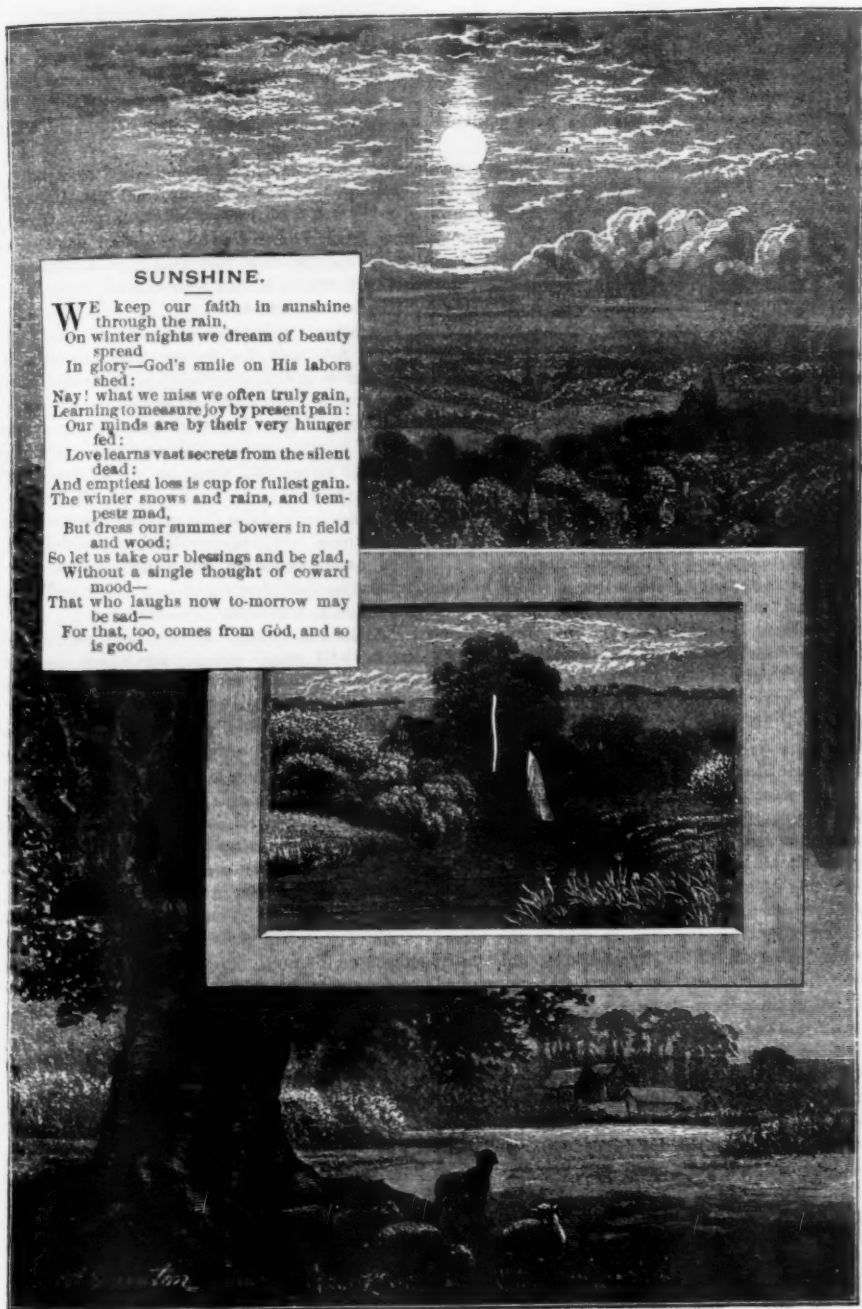 SUNSHINE.
WE keep our faith in sunshine
through the rain,
On winter nights we dream of beauty
spread
In glory—God's smile on His labors
shed:
Nay! what we miss we often truly gain,
Learning to measure joy by present pain:
Our minds are by their very hunger
fed:
Love learns vast secrets from the silent
dead:
And emptiest loss is cup for fullest gain.
The winter snows and rains, and tem-
pests mad,
But dress our summer bowers in field
and wood;
So let us take our blessings and be glad,
Without a single thought of coward
mood—
That who laughs now to-morrow may
be sad—
For that, too, comes from God, and so
is good.